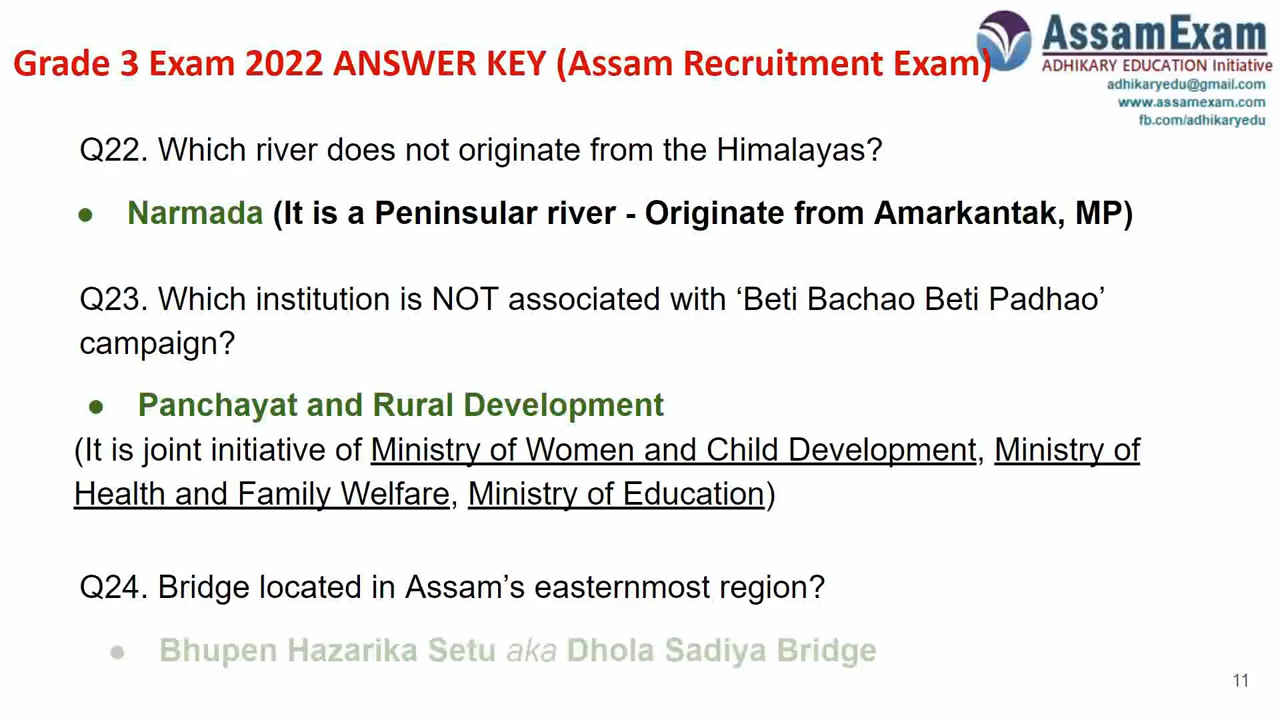 Grade 3 Exam 2022 ANSWER KEY (Assam Recruitment Exam)
AssamExam
ADHIKARY EDUCATION Initiative
adhikaryedu@gmail.com
www.assamexam.com
fb.com/adhikaryedu
Q22. Which river does not originate from the Himalayas?
● Narmada (It is a Peninsular river - Originate from Amarkantak, MP)
Q23. Which institution is NOT associated with ‘Beti Bachao Beti Padhao’
campaign?
● Panchayat and Rural Development
(It is joint initiative of Ministry of Women and Child Development, Ministry of
Health and Family Welfare, Ministry of Education)
Q24. Bridge located in Assam’s easternmost region?
● Bhupen Hazarika Setu aka Dhola Sadiya Bridge
11